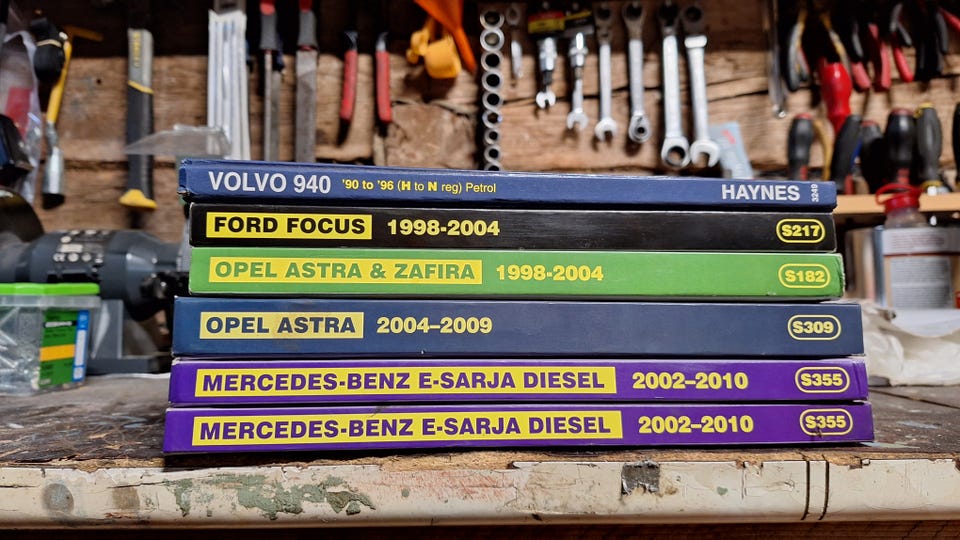 VOLVO 940 '90 to '96 (H to N reg) Petrol HAYNES 3249
FORD FOCUS 1998-2004 S217
OPEL ASTRA & ZAFIRA 1998-2004 S182
OPEL ASTRA 2004–2009 S309
MERCEDES-BENZ E-SARJA DIESEL 2002–2010 S355
MERCEDES-BENZ E-SARJA DIESEL 2002–2010 S355